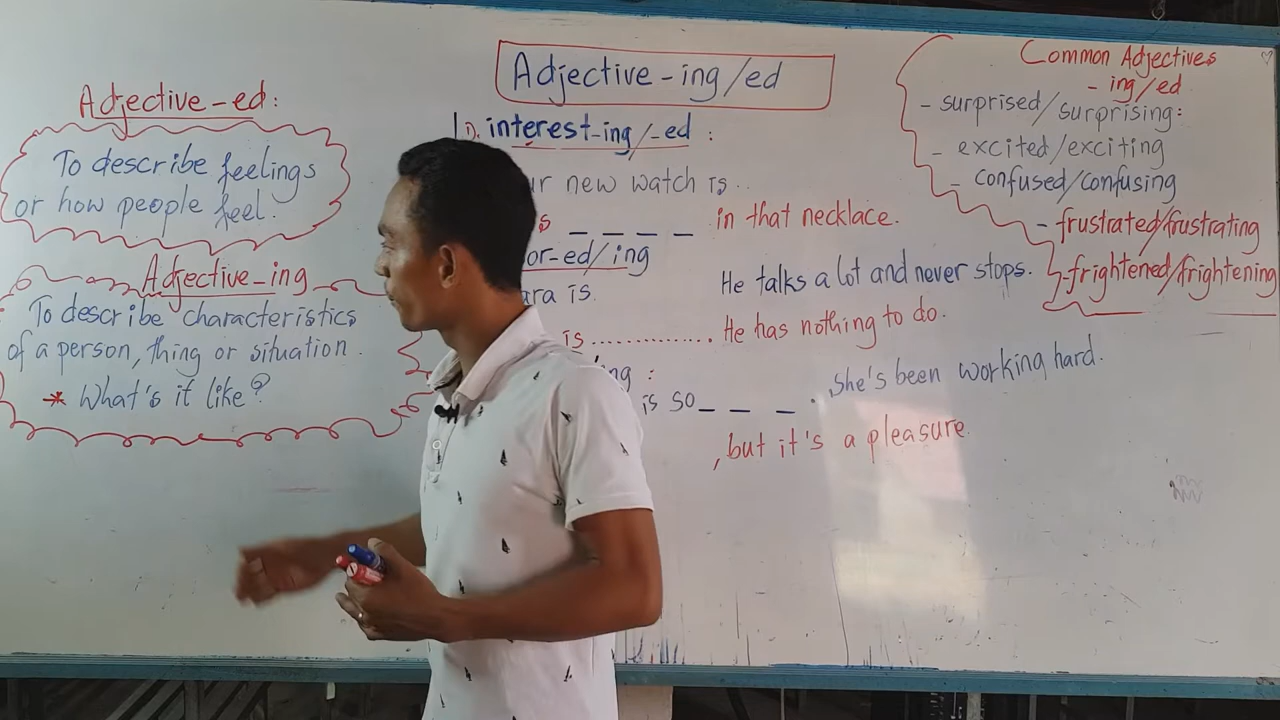 Adjective-ing/ed
Adjective-ed:
To describe feelings
or how people feel.
Adjective-ing
To describe characteristics
of a person, thing or situation.
* What's it like?
1). interest-ing/-ed :
new watch is..
_ _ _ _ in that necklace.
or-ed/ing
is. He talks a lot and never stops.
is.............. He has nothing to do.
is so _ _ _ . She's been working hard.
, but it's a pleasure.
Common Adjectives
-ing/ed
- surprised/surprising:
- excited/exciting
- confused/confusing
- frustrated/frustrating
- frightened/frightening